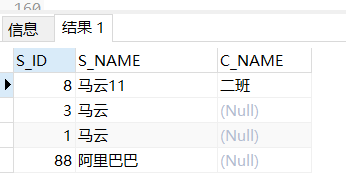 160
信息 结果 1
S_ID S_NAME C_NAME
8 马云11 二班
3 马云 (Null)
1 马云 (Null)
88 阿里巴巴 (Null)